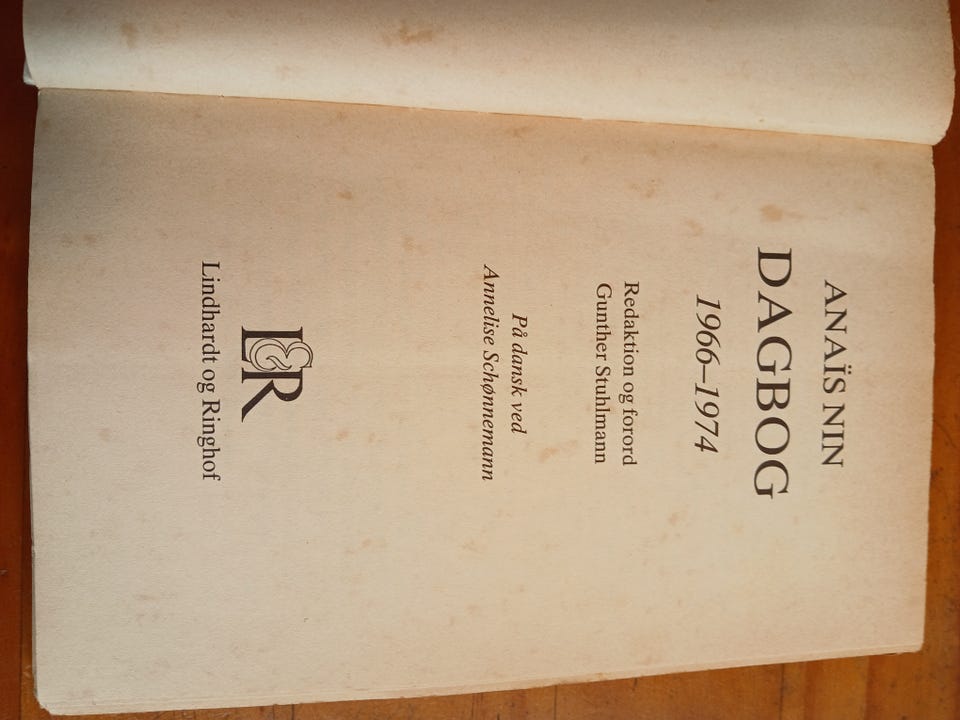 ANAÏS NIN
DAGBOG
1966–1974
Redaktion og forord
Gunther Stuhlmann
På dansk ved
Annelise Schønnemann
L&R
Lindhardt og Ringhof